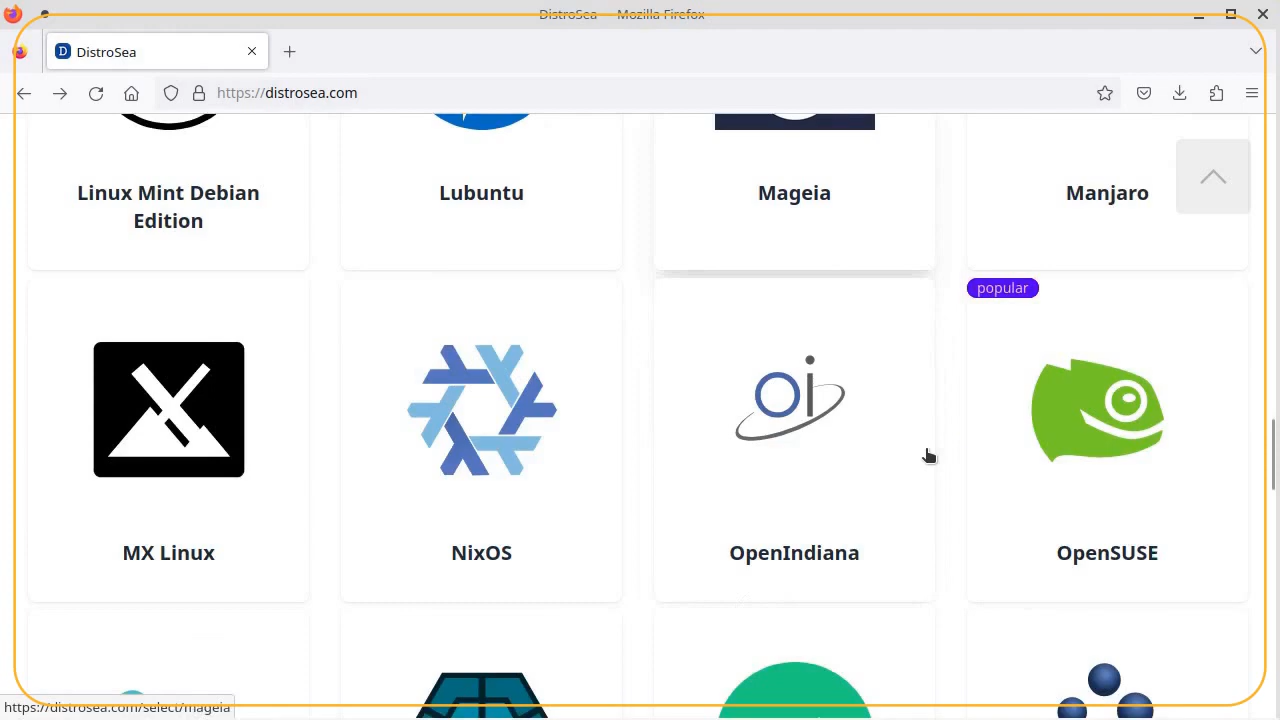 DistroSea — Mozilla Firefox
DistroSea
https://distrosea.com
Linux Mint Debian
Edition
Lubuntu
Mageia
Manjaro
popular
MX Linux
NixOS
oi
OpenIndiana
OpenSUSE
https://distrosea.com/select/mageia